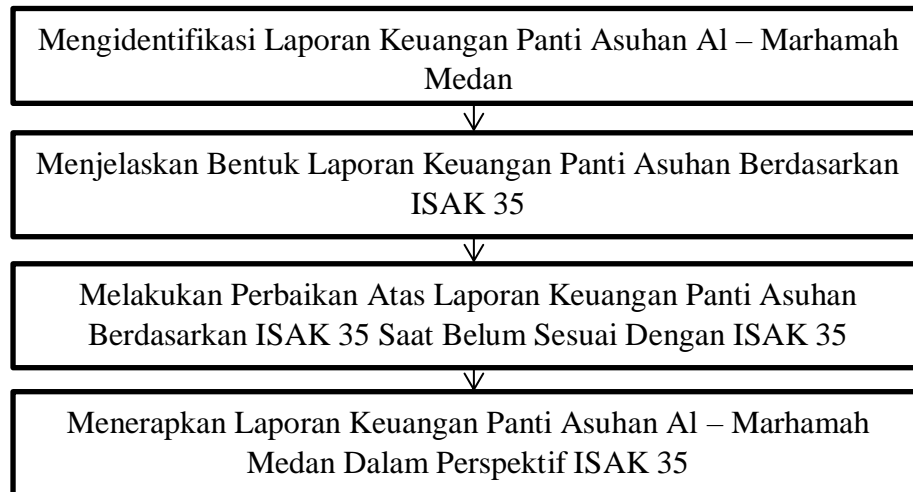 Mengidentifikasi Laporan Keuangan Panti Asuhan Al – Marhamah
Medan
Menjelaskan Bentuk Laporan Keuangan Panti Asuhan Berdasarkan
ISAK 35
Melakukan Perbaikan Atas Laporan Keuangan Panti Asuhan
Berdasarkan ISAK 35 Saat Belum Sesuai Dengan ISAK 35
Menerapkan Laporan Keuangan Panti Asuhan Al – Marhamah
Medan Dalam Perspektif ISAK 35